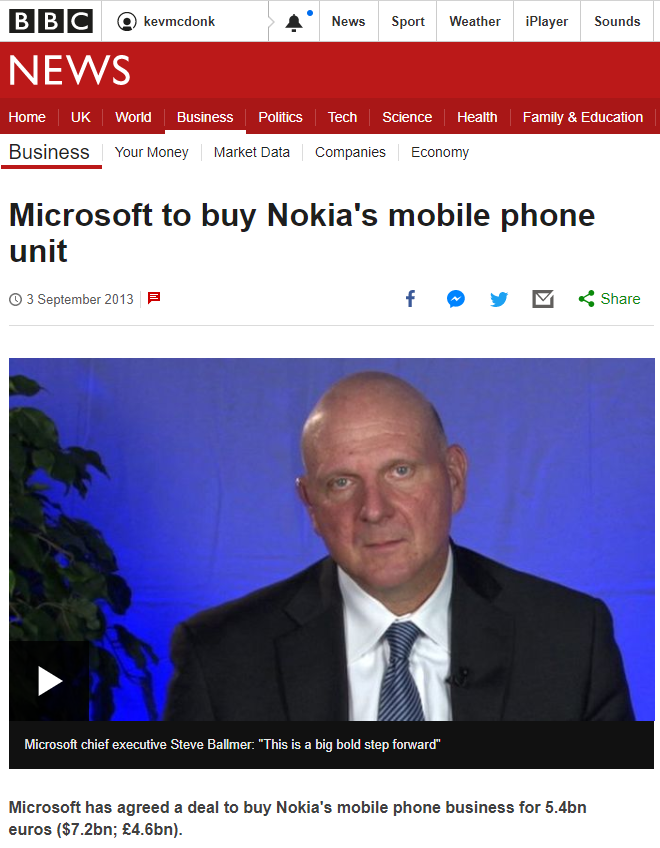 BBC kevmcdonk News Sport Weather iPlayer Sounds
NEWS
Home UK World Business Politics Tech Science Health Family & Education
Business Your Money Market Data Companies Economy
Microsoft to buy Nokia's mobile phone
unit
3 September 2013 Share
Microsoft chief executive Steve Ballmer: "This is a big bold step forward"
Microsoft has agreed a deal to buy Nokia's mobile phone business for 5.4bn
euros ($7.2bn; £4.6bn).